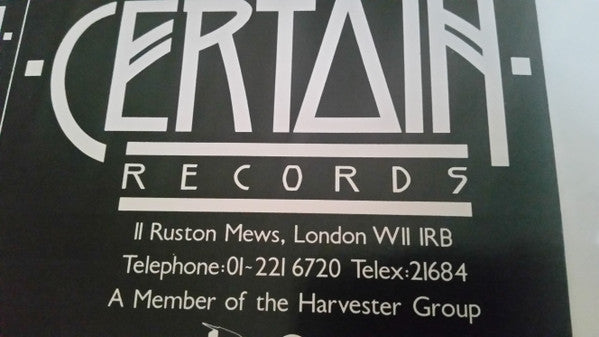 CERTAIN
RECORDS
11 Ruston Mews, London W11 1RB
Telephone:01-221 6720 Telex:21684
A Member of the Harvester Group